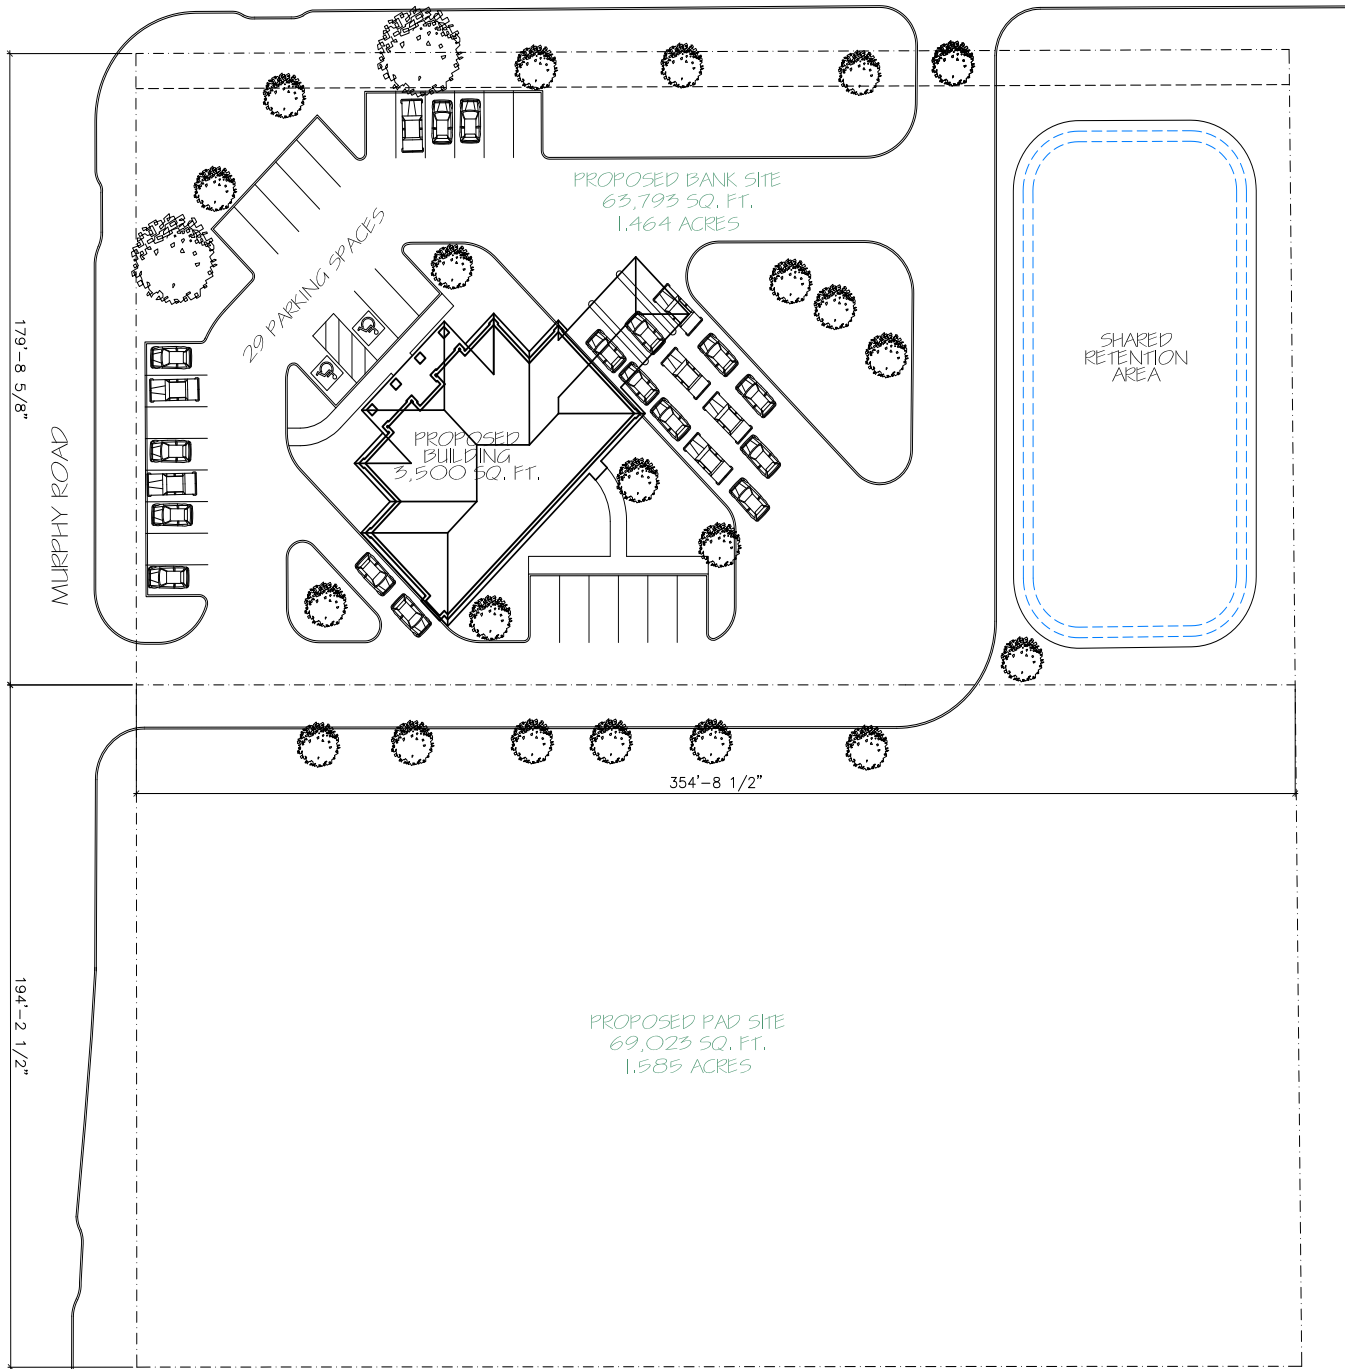 PROPOSED BANK SITE
63,793 SQ. FT.
1.464 ACRES
29 PARKING SPACES
SHARED
RETENTION
AREA
179'-8 5/8"
MURPHY ROAD
PROPOSED
BUILDING
3,500 SQ. FT.
354'-8 1/2"
194'-2 1/2"
PROPOSED PAD SITE
69,023 SQ. FT.
1.585 ACRES